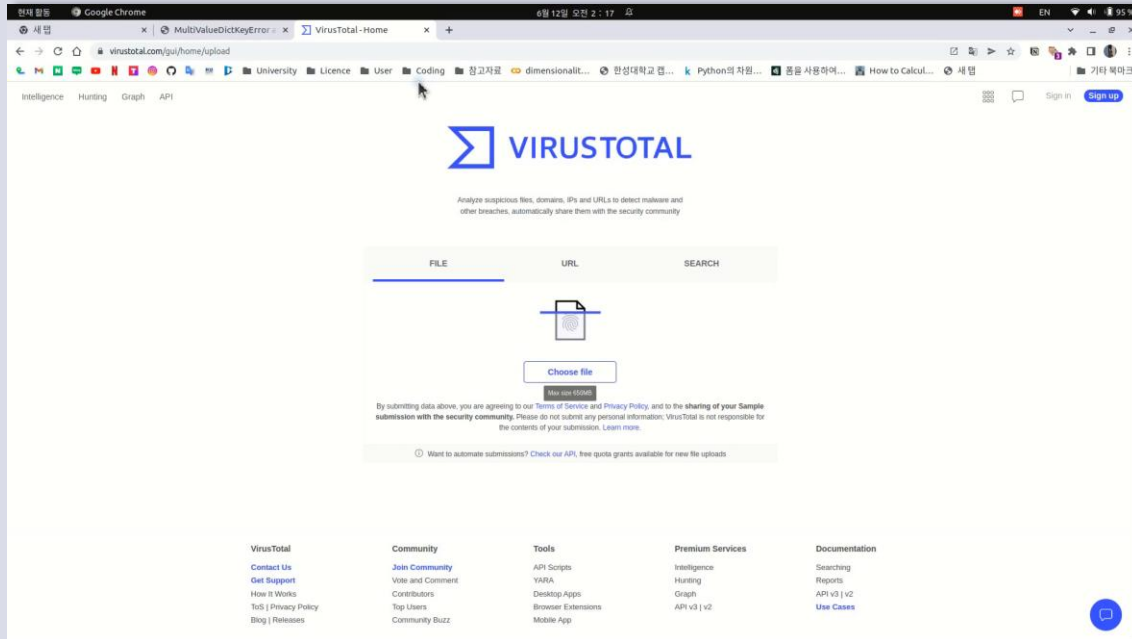 현재 활동 Google Chrome 6월 12일 오전 2 : 17 EN 95 %
새 탭 MultiValueDictKeyError a VirusTotal - Home
virustotal.com/gui/home/upload
University Licence User Coding 참고자료 dimensionalit... 한성대학교 캡... Python의 차원... 폼을 사용하여... How to Calcul... 새 탭 기타 북마크
Intelligence Hunting Graph API Sign in Sign up
VIRUSTOTAL
Analyze suspicious files, domains, IPs and URLs to detect malware and
other breaches, automatically share them with the security community
FILE URL SEARCH
Choose file
Max size 650MB
By submitting data above, you are agreeing to our Terms of Service and Privacy Policy, and to the sharing of your Sample
submission with the security community. Please do not submit any personal information; VirusTotal is not responsible for
the contents of your submission. Learn more.
Want to automate submissions? Check our API, free quota grants available for new file uploads
VirusTotal Community Tools Premium Services Documentation
Contact Us Join Community API Scripts Intelligence Searching
Get Support Vote and Comment YARA Hunting Reports
How It Works Contributors Desktop Apps Graph API v3 | v2
ToS | Privacy Policy Top Users Browser Extensions API v3 | v2 Use Cases
Blog | Releases Community Buzz Mobile App